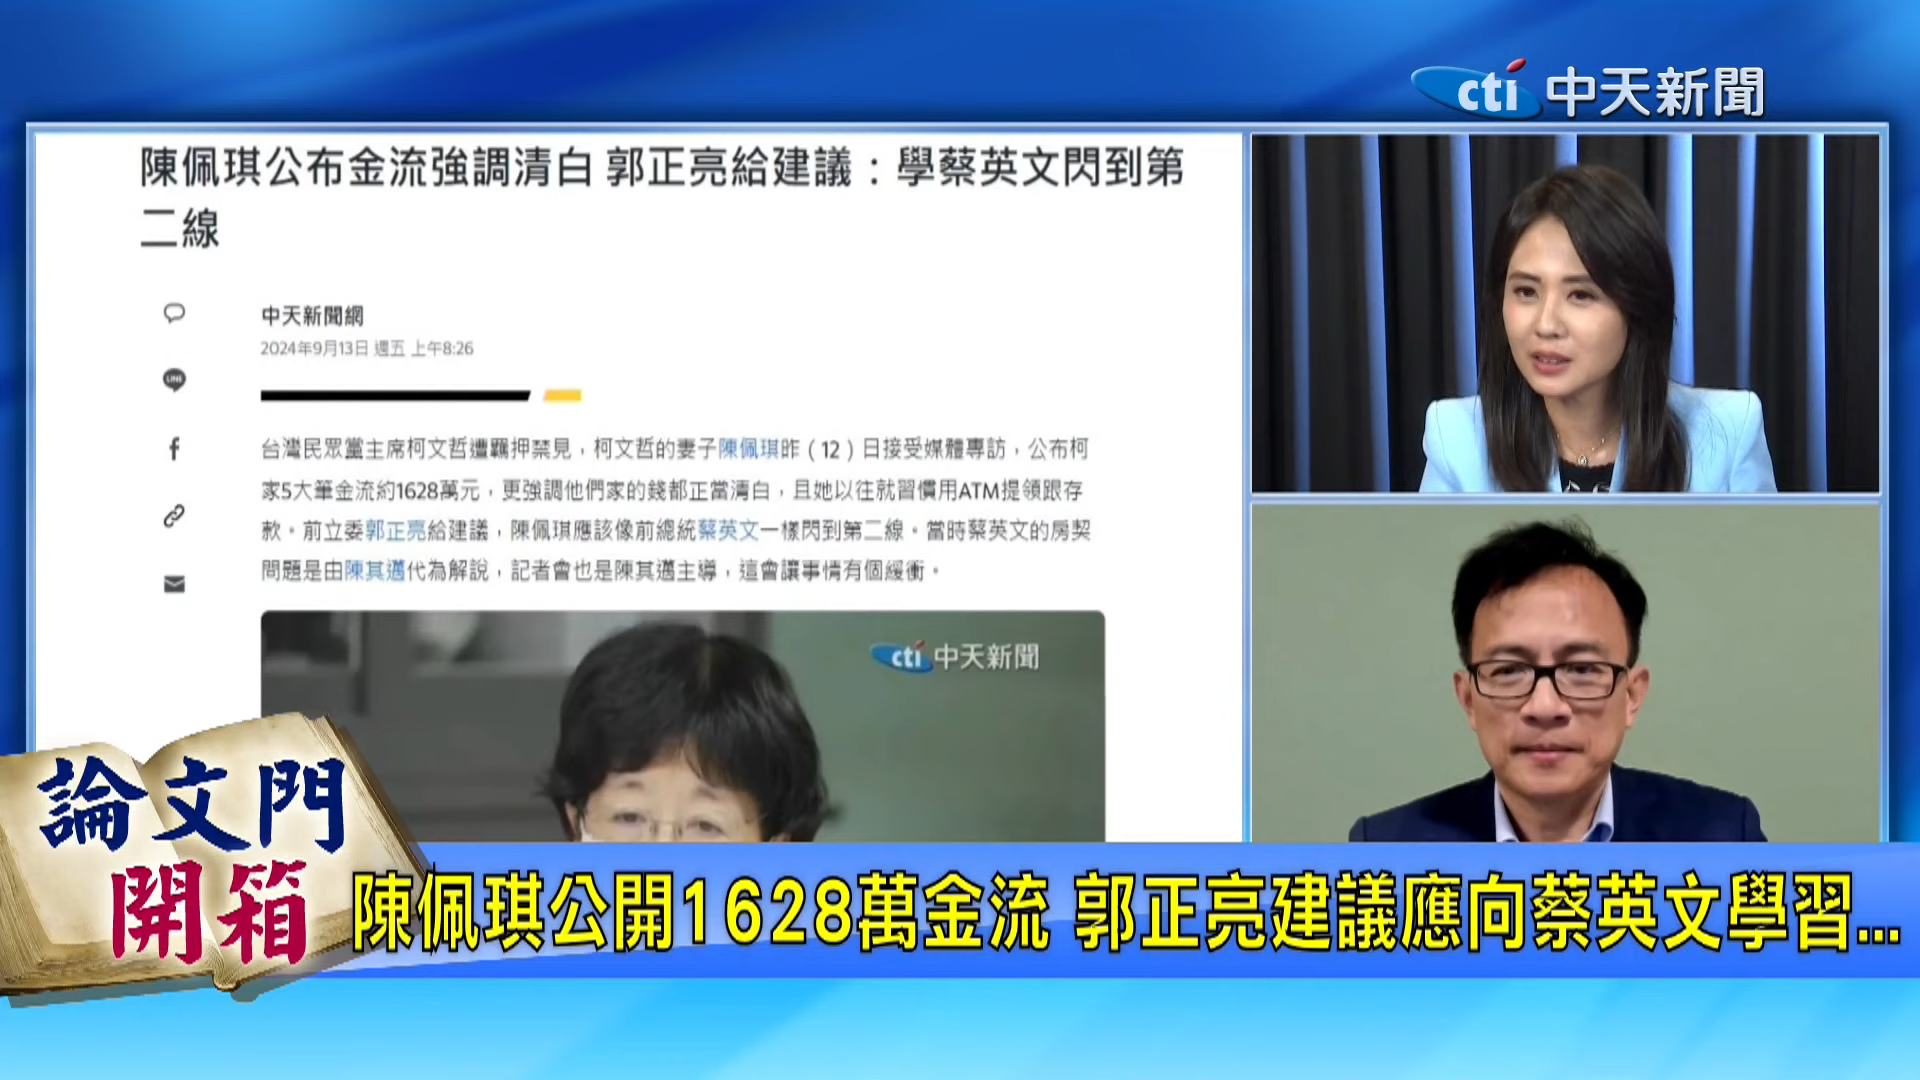 cti 中天新聞
陳佩琪公布金流強調清白 郭正亮給建議：學蔡英文閃到第
二線
中天新聞網
2024年9月13日 週五 上午8:26
LINE
台灣民眾黨主席柯文哲遭羈押禁見，柯文哲的妻子陳佩琪昨（12）日接受媒體專訪，公布柯
家5大筆金流約1628萬元，更強調他們家的錢都正當清白，且她以往就習慣用ATM提領跟存
款。前立委郭正亮給建議，陳佩琪應該像前總統蔡英文一樣閃到第二線。當時蔡英文的房契
問題是由陳其邁代為解說，記者會也是陳其邁主導，這會讓事情有個緩衝。
cti 中天新聞
論文門
開箱
陳佩琪公開1628萬金流 郭正亮建議應向蔡英文學習...